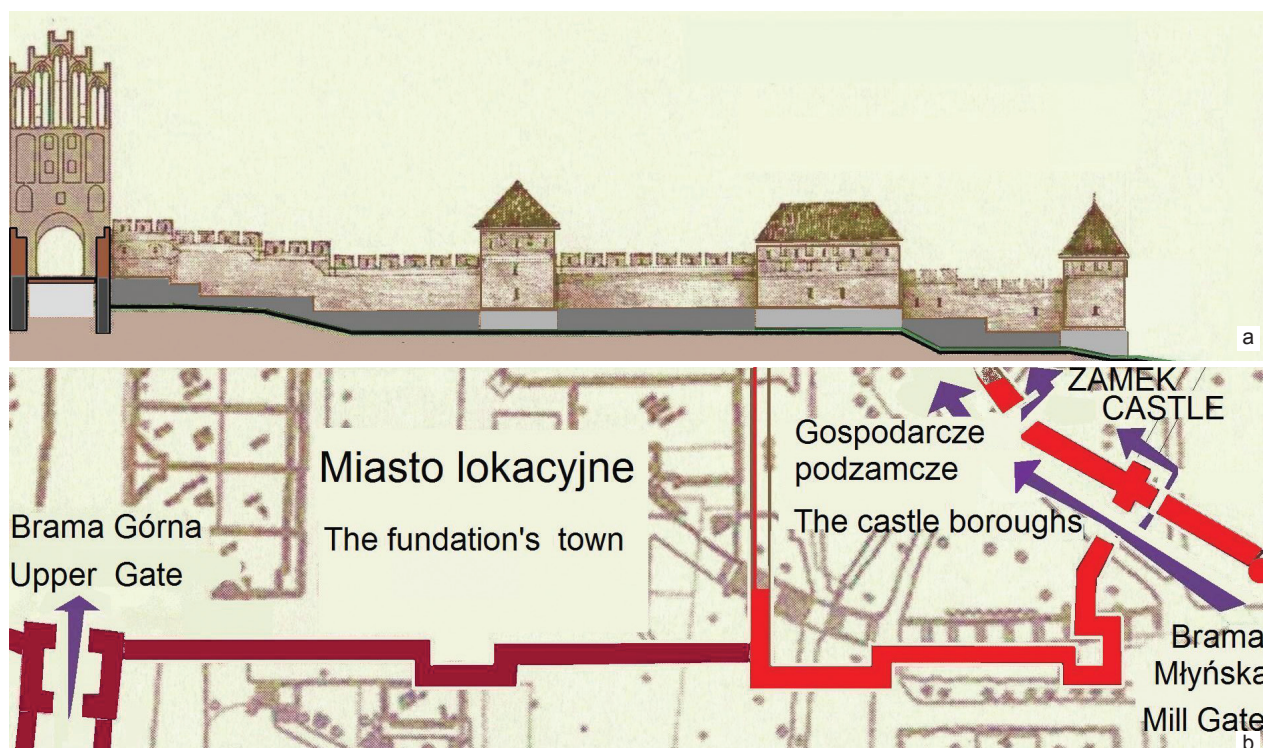 a
ZAMEK
CASTLE
Gospodarcze
podzamcze
The castle boroughs
Miasto lokacyjne
The fundation's town
Brama Górna
Upper Gate
Brama
Młyńska
Mill Gate
b